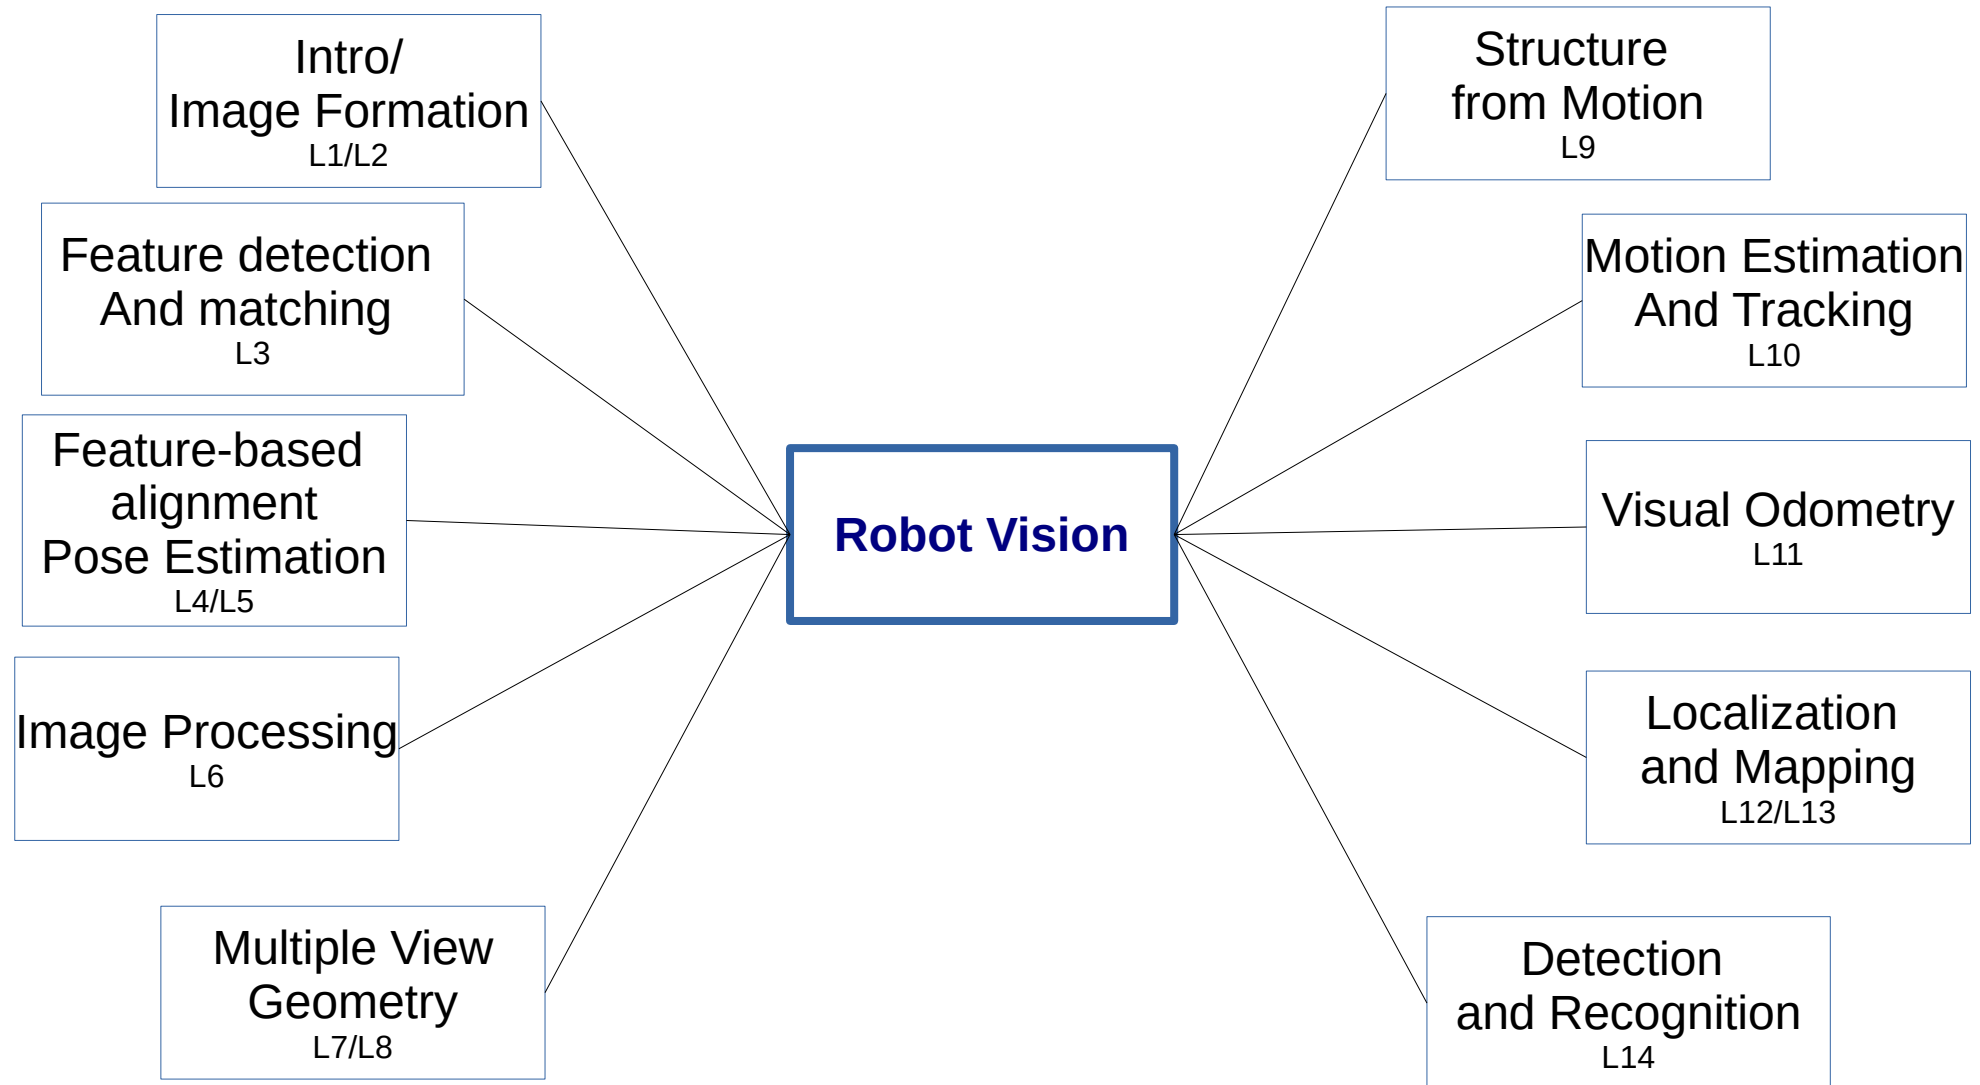 Intro/
Image Formation
L1/L2
Feature detection
And matching
L3
Feature-based
alignment
Pose Estimation
L4/L5
Image Processing
L6
Multiple View
Geometry
L7/L8
Robot Vision
Structure
from Motion
L9
Motion Estimation
And Tracking
L10
Visual Odometry
L11
Localization
and Mapping
L12/L13
Detection
and Recognition
L14